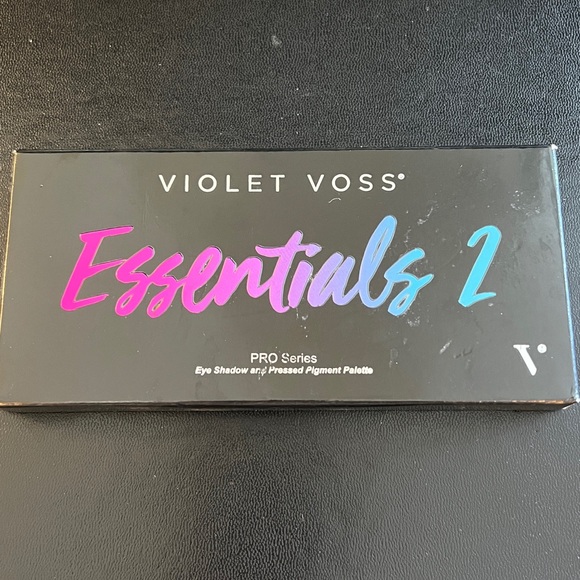 VIOLET VOSS®
Essentials 2
PRO Series
Eye Shadow and Pressed Pigment Palette
V